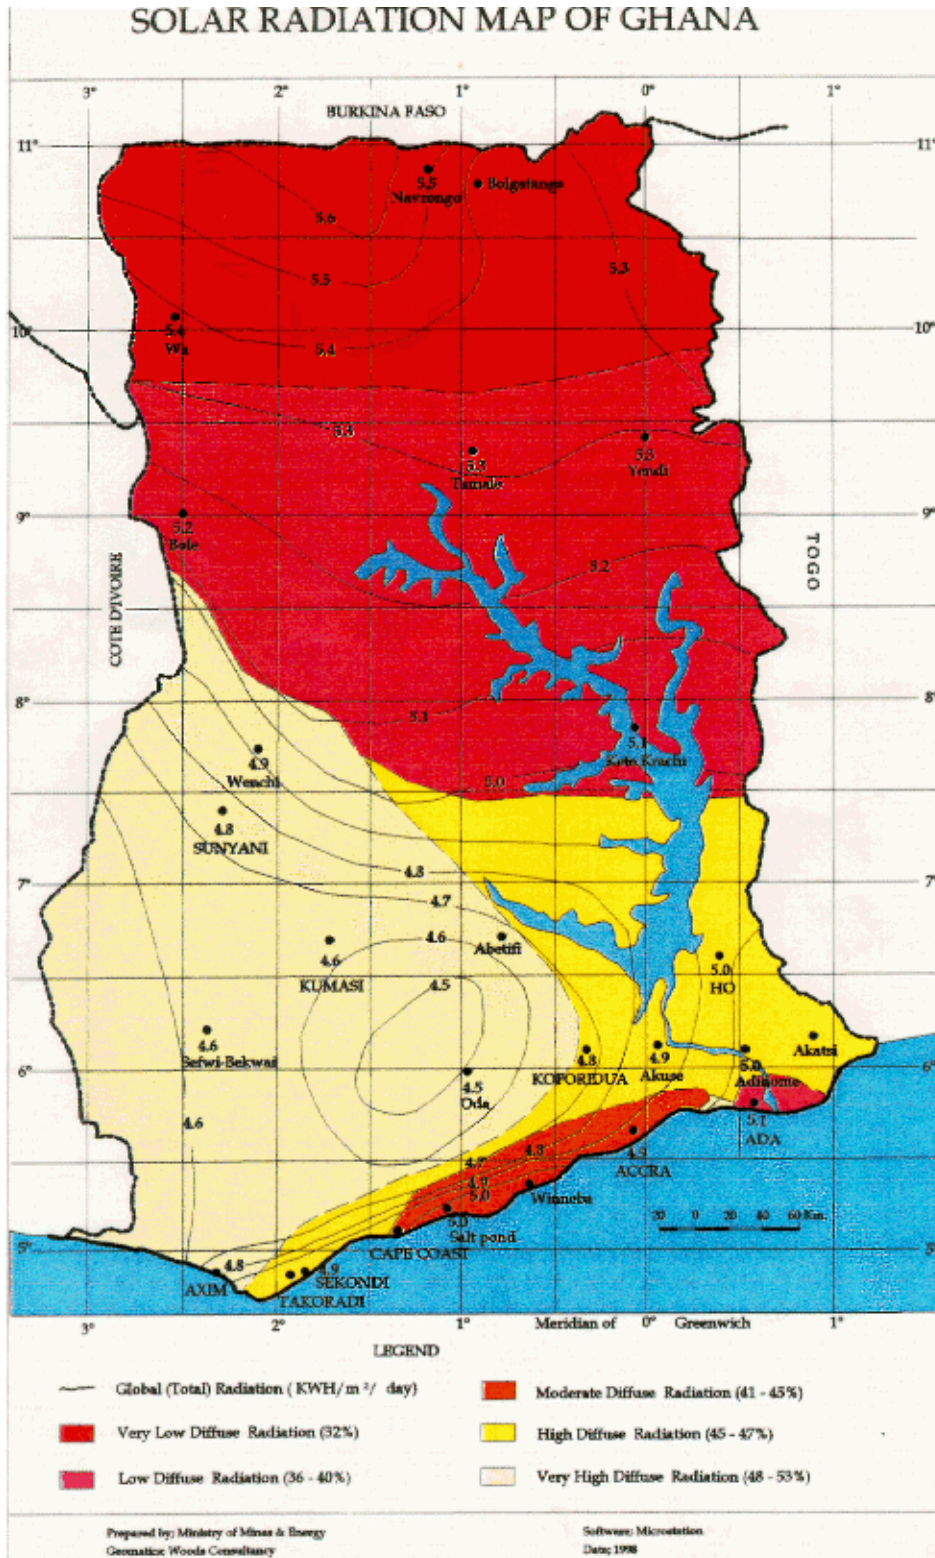 SOLAR RADIATION MAP OF GHANA
3° 2° 1° 0° 1°
BURKINA FASO
11° 11°
5.5
Navrongo
Bolgatanga
5.6
5.5
5.3
10° 10°
5.4
Wa
5.4
5.3
5.3
Tamale
5.3
Yendi
9° 9°
5.2
Bole
5.2
TOGO
COTE D'IVOIRE
8° 8°
5.1
5.1
Kete Krachi
4.9
Wenchi
5.0
4.8
SUNYANI
4.8
7° 7°
4.7
4.6
Abetifi
4.6
KUMASI
4.5
5.0
HO
4.6
Sefwi-Bekwai
4.8
KOFORIDUA
4.9
Akuse
5.0
Adidome
Akatsi
6° 6°
4.5
Oda
4.6
5.1
ADA
4.7
4.8
4.9
5.0
4.9
ACCRA
Winneba
20 0 20 40 60 Km.
5.0
Salt pond
CAPE COAST
5° 5°
4.8
AXIM
4.9
SEKONDI
TAKORADI
3° 2° 1° Meridian of 0° Greenwich 1°
LEGEND
Global (Total) Radiation ( KWH/m ²/ day)
Very Low Diffuse Radiation (32%)
Low Diffuse Radiation (36 - 40%)
Moderate Diffuse Radiation (41 - 45%)
High Diffuse Radiation (45 - 47%)
Very High Diffuse Radiation (48 - 53%)
Prepared by; Ministry of Mines & Energy
Geomatics; Woods Consultancy
Software; Microstation
Date; 1998